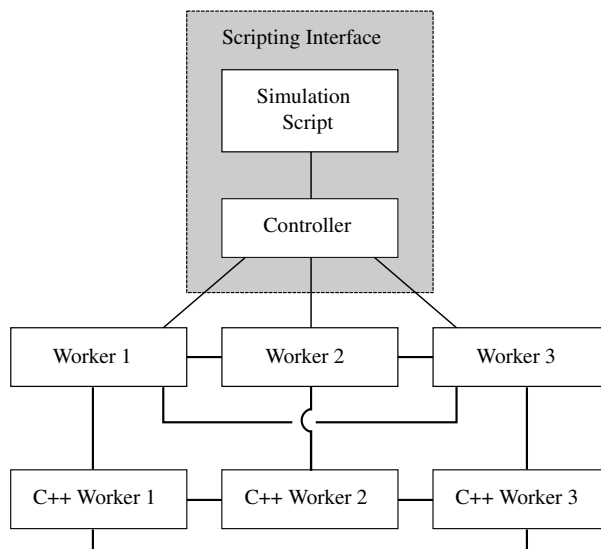 Scripting Interface
Simulation
Script
Controller
Worker 1
Worker 2
Worker 3
C++ Worker 1
C++ Worker 2
C++ Worker 3